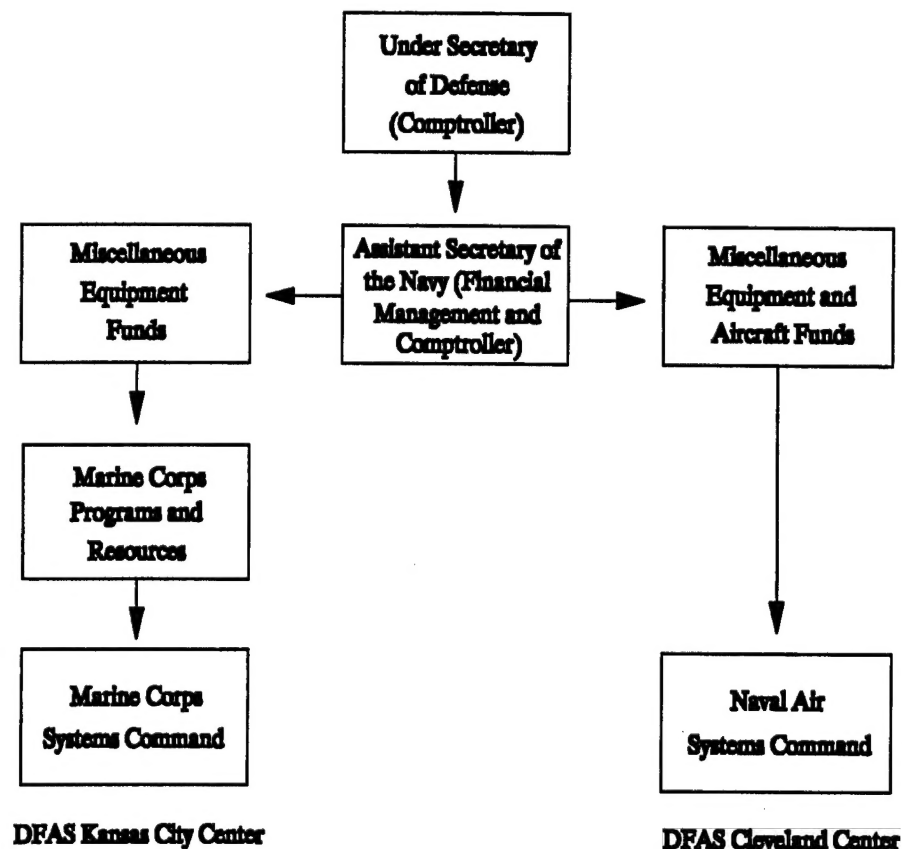 Under Secretary
of Defense
(Comptroller)
Miscellaneous
Equipment
Funds
Assistant Secretary of
the Navy (Financial
Management and
Comptroller)
Miscellaneous
Equipment and
Aircraft Funds
Marine Corps
Programs and
Resources
Marine Corps
Systems Command
Naval Air
Systems Command
DFAS Kansas City Center
DFAS Cleveland Center